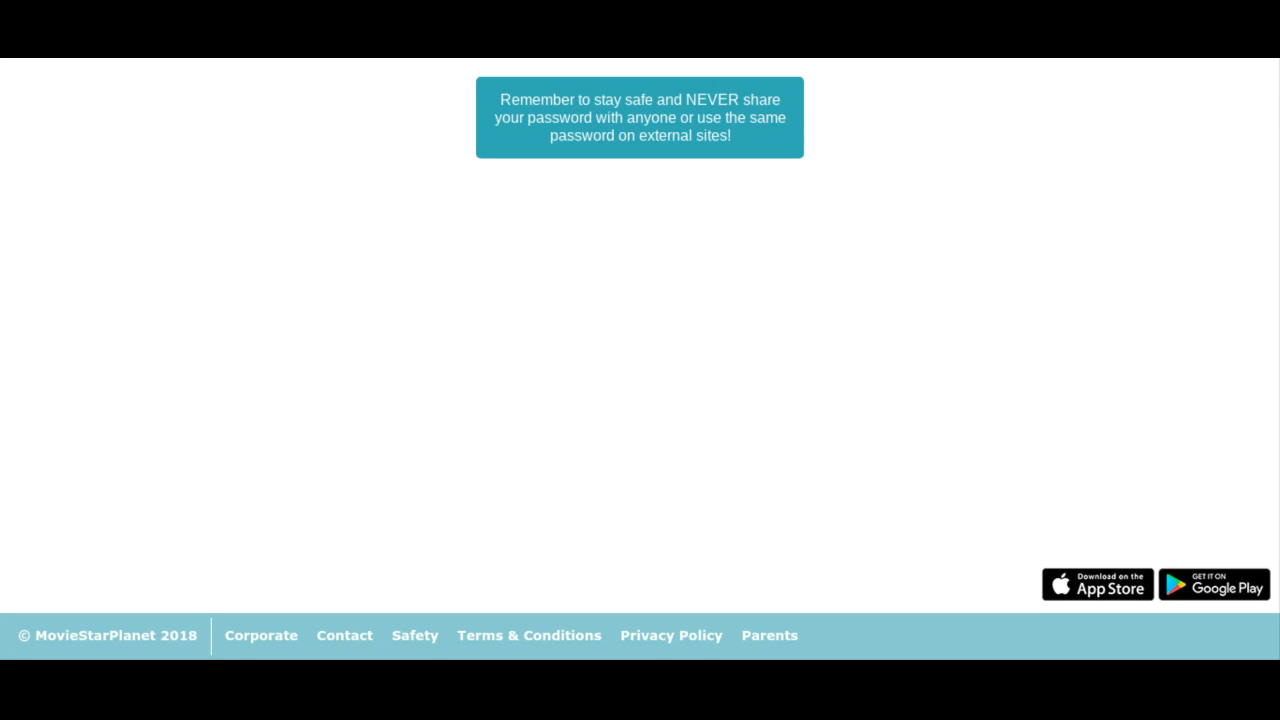 Remember to stay safe and NEVER share
your password with anyone or use the same
password on external sites!
Download on the
App Store
GET IT ON
Google Play
© MovieStarPlanet 2018 Corporate Contact Safety Terms & Conditions Privacy Policy Parents